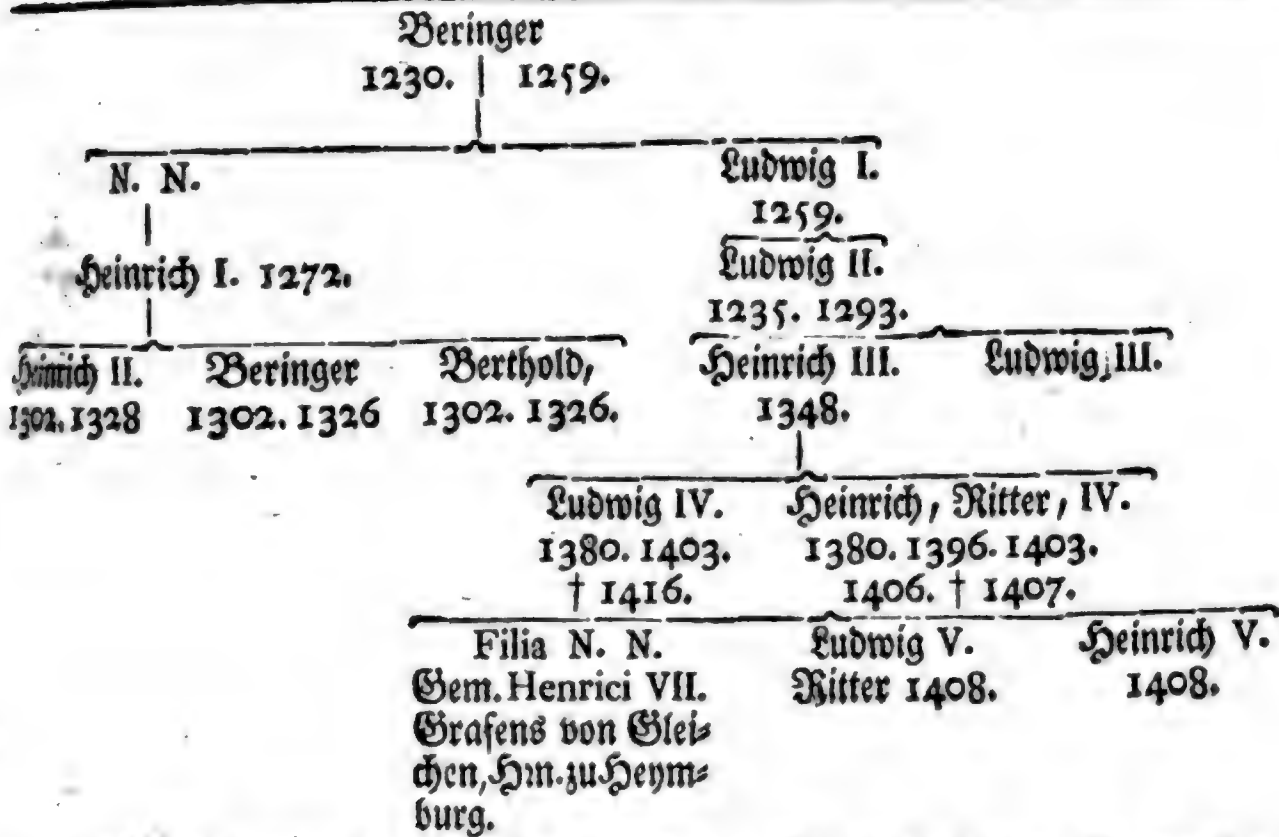 Beringer
1230. 1259.
N. N. Ludwig I.
1259.
Heinrich I. 1272. Ludwig II.
1235. 1293.
Heinrich II. Beringer Berthold, Heinrich III. Ludwig III.
1302. 1328 1302. 1326 1302. 1326. 1348.
Ludwig IV. Heinrich, Ritter, IV.
1380. 1403. 1380. 1396. 1403.
† 1416. 1406. † 1407.
Filia N. N. Ludwig V. Heinrich V.
Gem. Henrici VII. Ritter 1408. 1408.
Grafens von Glei⸗
chen, Hrn. zu Heym⸗
burg.